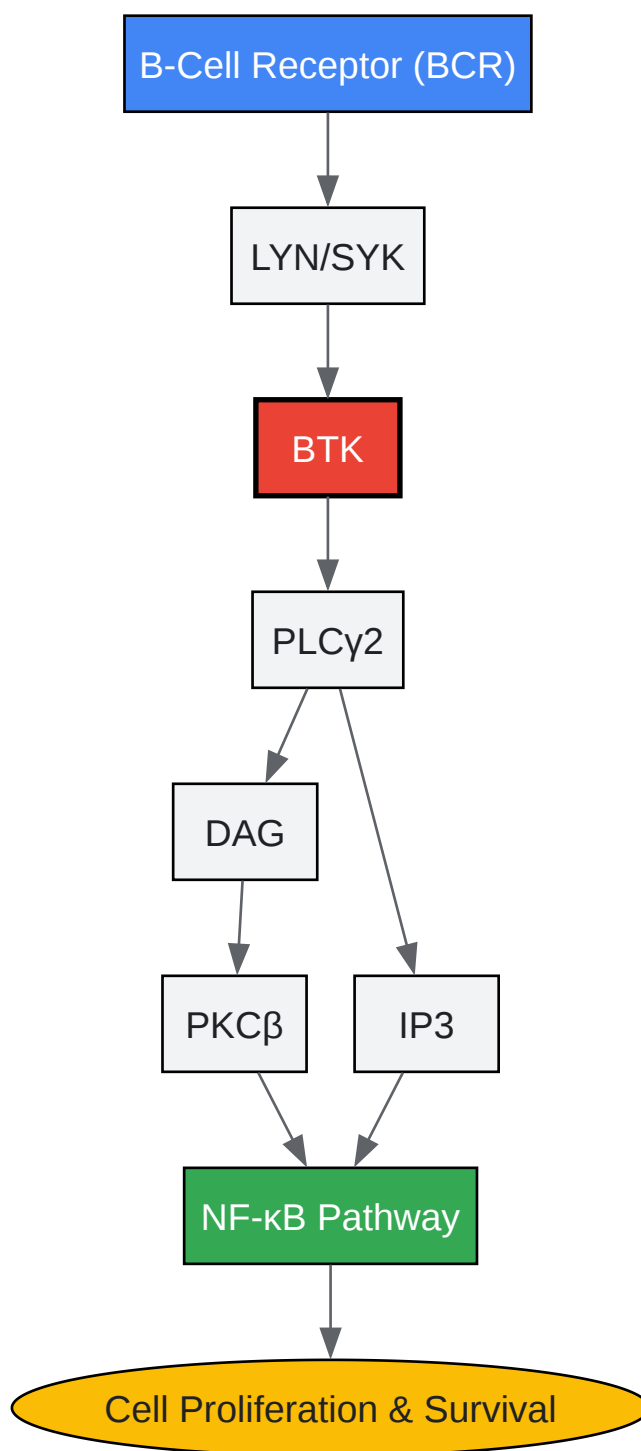 B-Cell Receptor (BCR)
LYN/SYK
BTK
PLCγ2
DAG
PKCβ
IP3
NF-κB Pathway
Cell Proliferation & Survival